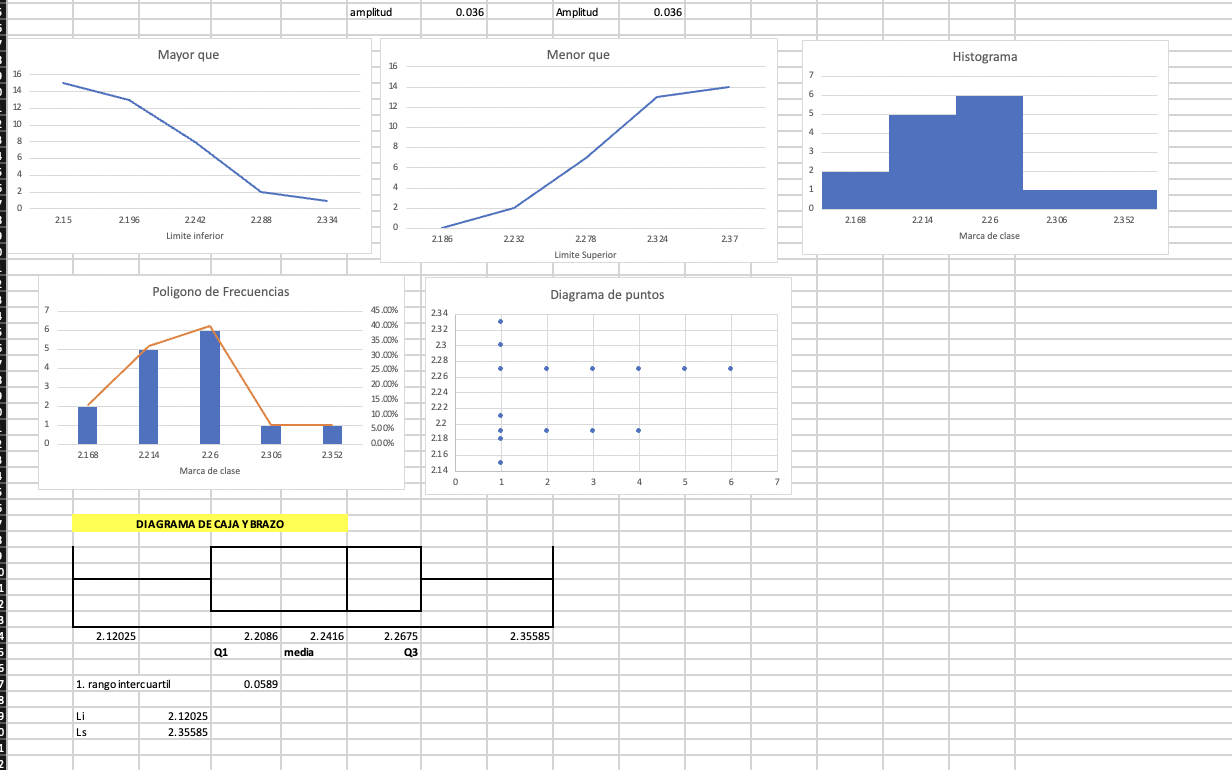 amplitud 0.036 Amplitud 0.036
Mayor que
16
14
12
10
8
6
4
2
0
2.15 2.196 2.242 2.288 2.334
Limite inferior
Menor que
16
14
12
10
8
6
4
2
0
2.186 2.232 2.278 2.324 2.37
Limite Superior
Histograma
7
6
5
4
3
2
1
0
2.168 2.214 2.26 2.306 2.352
Marca de clase
Poligono de Frecuencias
7
6
5
4
3
2
1
0
45.00%
40.00%
35.00%
30.00%
25.00%
20.00%
15.00%
10.00%
5.00%
0.00%
2.168 2.214 2.26 2.306 2.352
Marca de clase
Diagrama de puntos
2.34
2.32
2.3
2.28
2.26
2.24
2.22
2.2
2.18
2.16
2.14
0 1 2 3 4 5 6 7
DIAGRAMA DE CAJA Y BRAZO
2.12025 2.2086 2.2416 2.2675 2.35585
Q1 media Q3
1. rango intercuartil 0.0589
Li 2.12025
Ls 2.35585